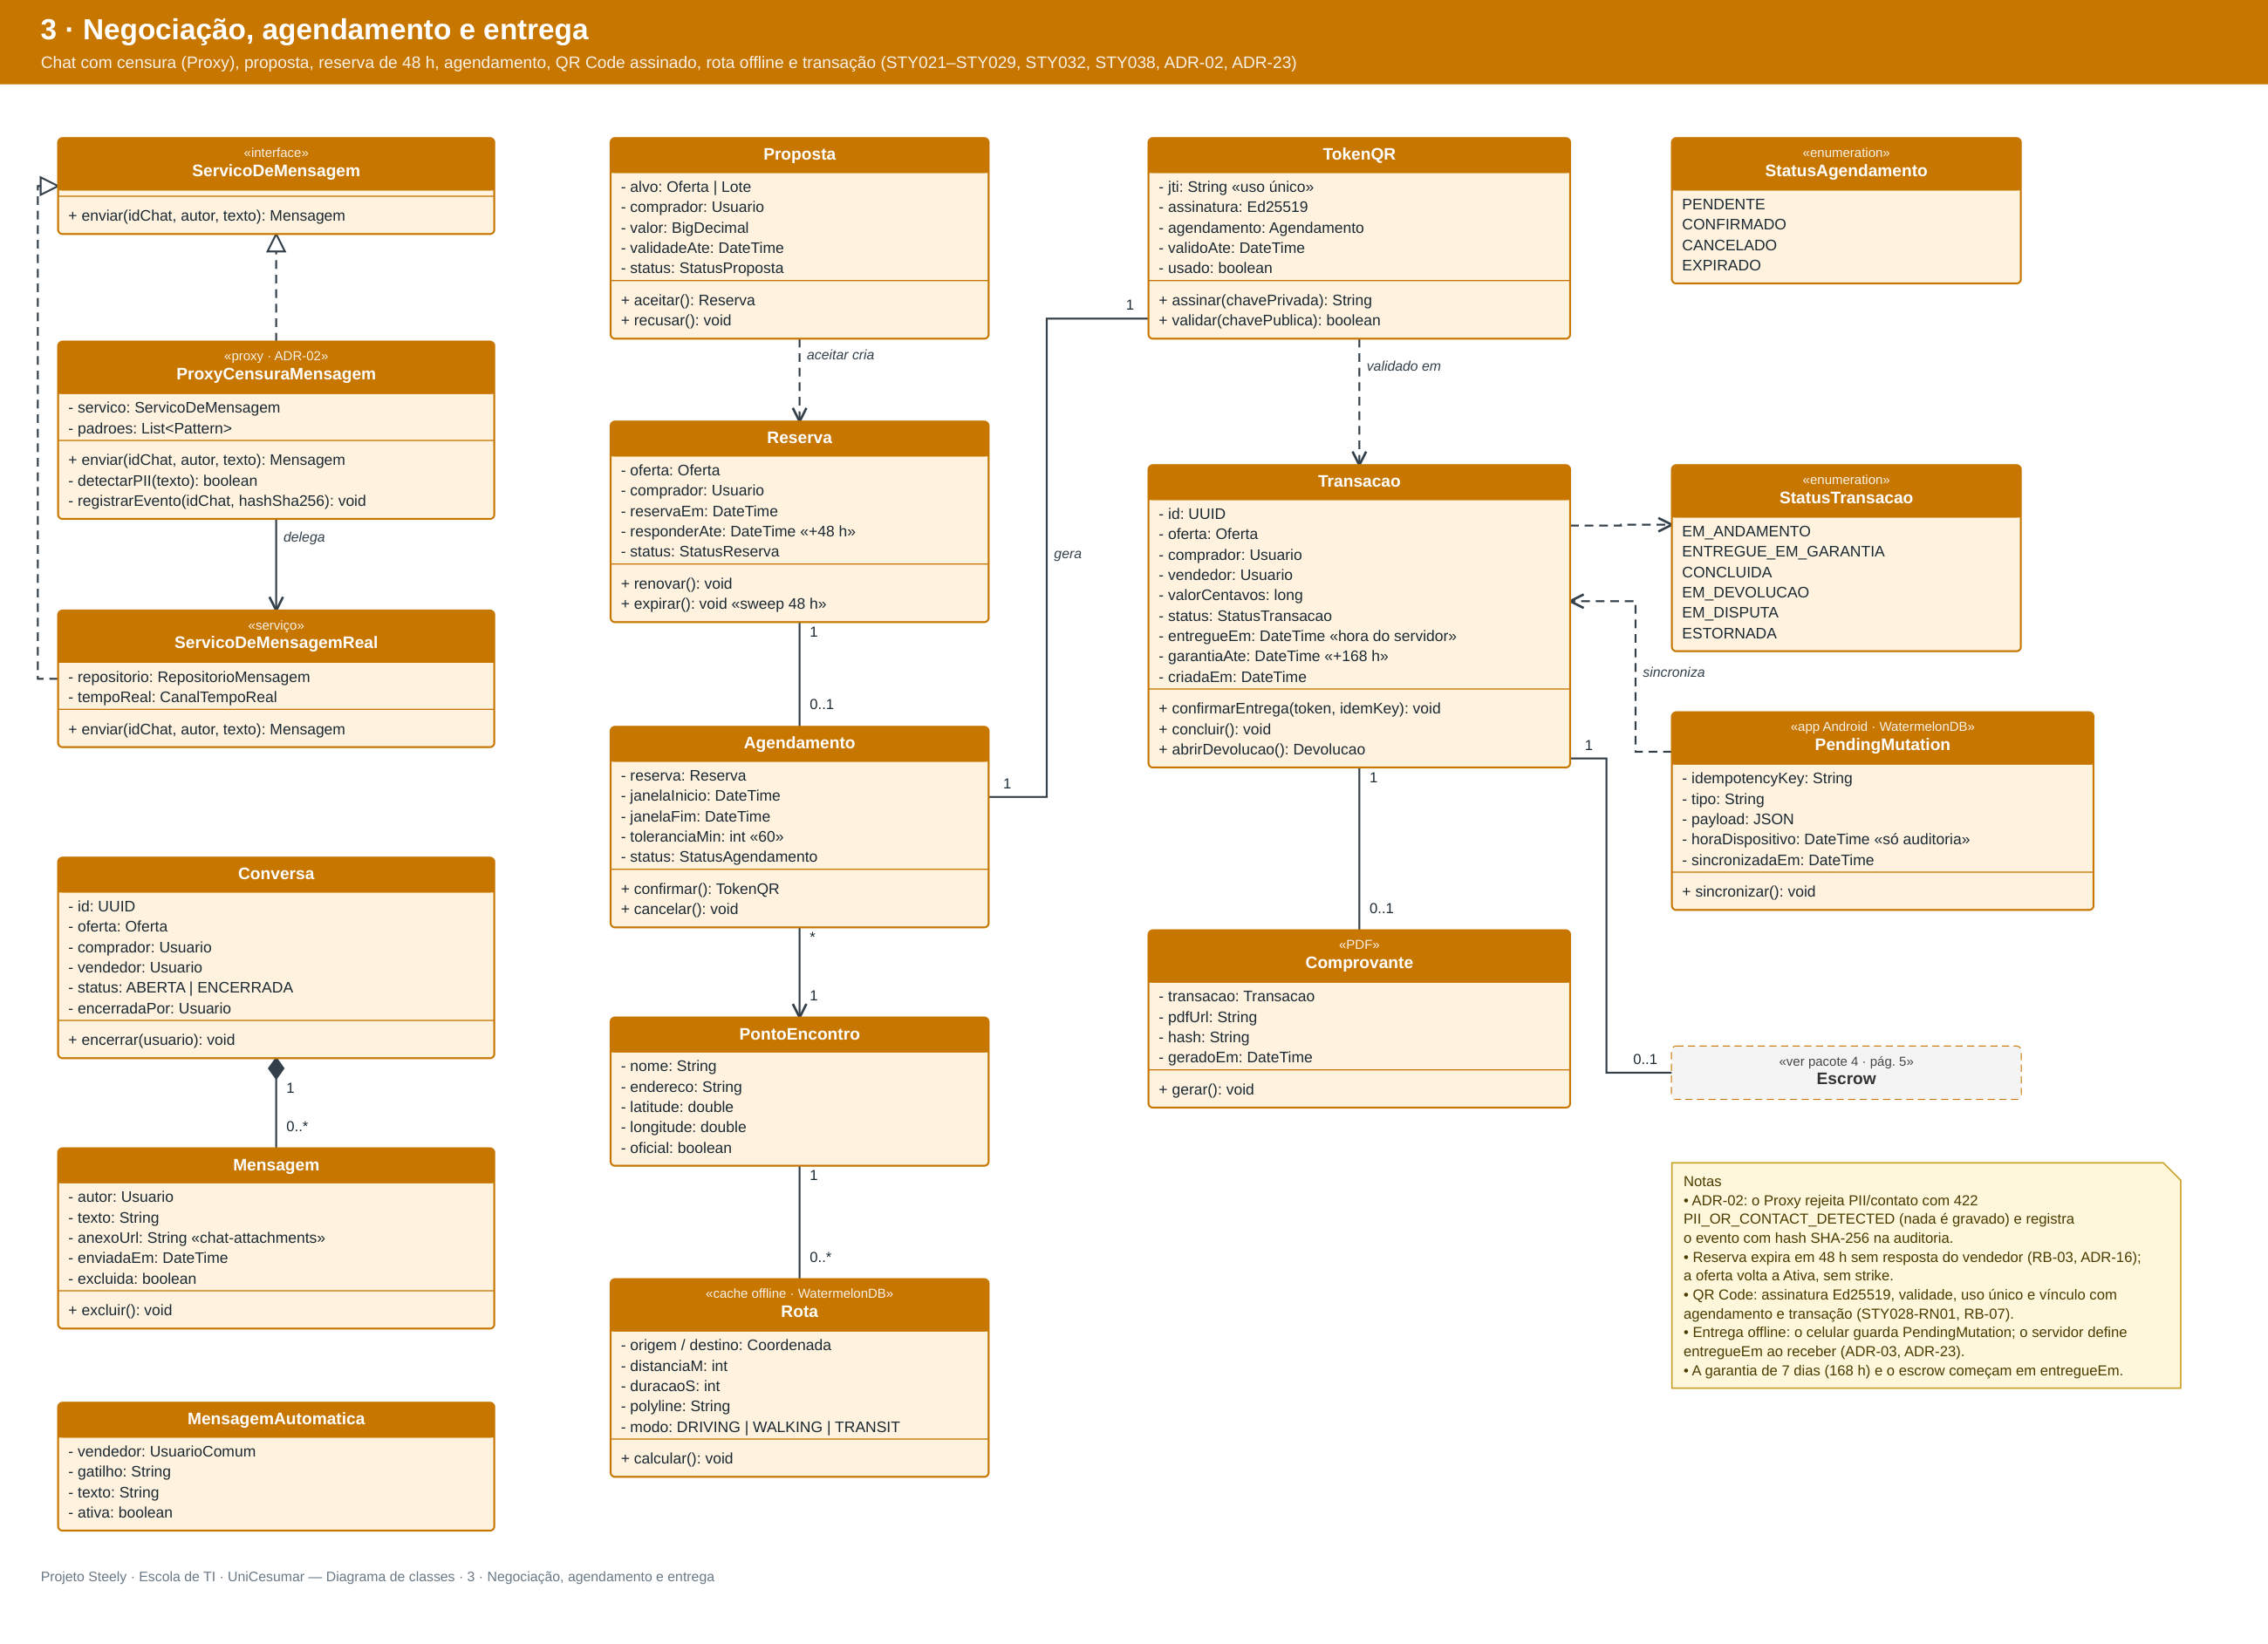 3 · Negociação, agendamento e entrega
Chat com censura (Proxy), proposta, reserva de 48 h, agendamento, QR Code assinado, rota offline e transação (STY021–STY029, STY032, STY038, ADR-02, ADR-23)
«interface»
ServicoDeMensagem
+ enviar(idChat, autor, texto): Mensagem
«proxy · ADR-02»
ProxyCensuraMensagem
- servico: ServicoDeMensagem
- padroes: List<Pattern>
+ enviar(idChat, autor, texto): Mensagem
- detectarPII(texto): boolean
- registrarEvento(idChat, hashSha256): void
delega
«serviço»
ServicoDeMensagemReal
- repositorio: RepositorioMensagem
- tempoReal: CanalTempoReal
+ enviar(idChat, autor, texto): Mensagem
Conversa
- id: UUID
- oferta: Oferta
- comprador: Usuario
- vendedor: Usuario
- status: ABERTA | ENCERRADA
- encerradaPor: Usuario
+ encerrar(usuario): void
1
0..*
Mensagem
- autor: Usuario
- texto: String
- anexoUrl: String «chat-attachments»
- enviadaEm: DateTime
- excluida: boolean
+ excluir(): void
MensagemAutomatica
- vendedor: UsuarioComum
- gatilho: String
- texto: String
- ativa: boolean
Proposta
- alvo: Oferta | Lote
- comprador: Usuario
- valor: BigDecimal
- validadeAte: DateTime
- status: StatusProposta
+ aceitar(): Reserva
+ recusar(): void
aceitar cria
Reserva
- oferta: Oferta
- comprador: Usuario
- reservaEm: DateTime
- responderAte: DateTime «+48 h»
- status: StatusReserva
+ renovar(): void
+ expirar(): void «sweep 48 h»
1
0..1
Agendamento
- reserva: Reserva
- janelaInicio: DateTime
- janelaFim: DateTime
- toleranciaMin: int «60»
- status: StatusAgendamento
+ confirmar(): TokenQR
+ cancelar(): void
*
1
PontoEncontro
- nome: String
- endereco: String
- latitude: double
- longitude: double
- oficial: boolean
1
0..*
«cache offline · WatermelonDB»
Rota
- origem / destino: Coordenada
- distanciaM: int
- duracaoS: int
- polyline: String
- modo: DRIVING | WALKING | TRANSIT
+ calcular(): void
1
gera
1
TokenQR
- jti: String «uso único»
- assinatura: Ed25519
- agendamento: Agendamento
- validoAte: DateTime
- usado: boolean
+ assinar(chavePrivada): String
+ validar(chavePublica): boolean
validado em
Transacao
- id: UUID
- oferta: Oferta
- comprador: Usuario
- vendedor: Usuario
- valorCentavos: long
- status: StatusTransacao
- entregueEm: DateTime «hora do servidor»
- garantiaAte: DateTime «+168 h»
- criadaEm: DateTime
+ confirmarEntrega(token, idemKey): void
+ concluir(): void
+ abrirDevolucao(): Devolucao
1
0..1
«PDF»
Comprovante
- transacao: Transacao
- pdfUrl: String
- hash: String
- geradoEm: DateTime
+ gerar(): void
«enumeration»
StatusAgendamento
PENDENTE
CONFIRMADO
CANCELADO
EXPIRADO
«enumeration»
StatusTransacao
EM_ANDAMENTO
ENTREGUE_EM_GARANTIA
CONCLUIDA
EM_DEVOLUCAO
EM_DISPUTA
ESTORNADA
sincroniza
«app Android · WatermelonDB»
PendingMutation
- idempotencyKey: String
- tipo: String
- payload: JSON
- horaDispositivo: DateTime «só auditoria»
- sincronizadaEm: DateTime
+ sincronizar(): void
1
0..1
«ver pacote 4 · pág. 5»
Escrow
Notas
• ADR-02: o Proxy rejeita PII/contato com 422
PII_OR_CONTACT_DETECTED (nada é gravado) e registra
o evento com hash SHA-256 na auditoria.
• Reserva expira em 48 h sem resposta do vendedor (RB-03, ADR-16);
a oferta volta a Ativa, sem strike.
• QR Code: assinatura Ed25519, validade, uso único e vínculo com
agendamento e transação (STY028-RN01, RB-07).
• Entrega offline: o celular guarda PendingMutation; o servidor define
entregueEm ao receber (ADR-03, ADR-23).
• A garantia de 7 dias (168 h) e o escrow começam em entregueEm.
Projeto Steely · Escola de TI · UniCesumar — Diagrama de classes · 3 · Negociação, agendamento e entrega